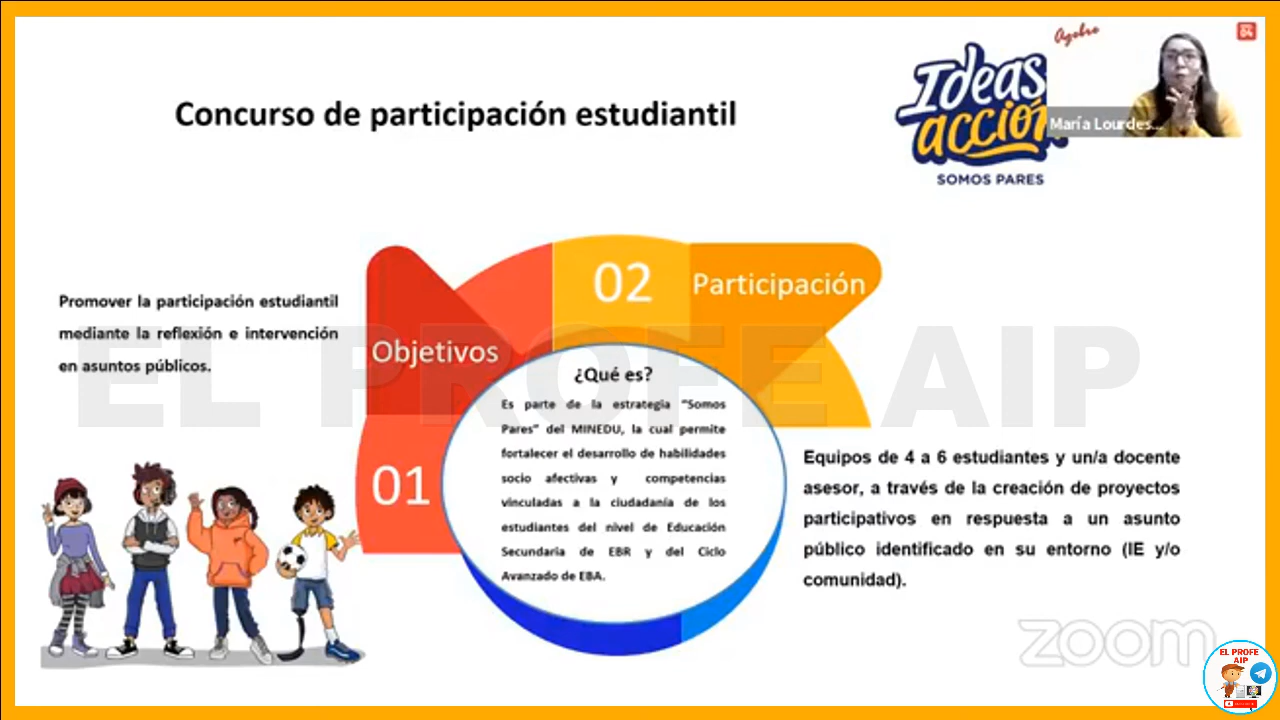 Concurso de participación estudiantil
Ideas
acción
SOMOS PARES
María Lourdes...
Promover la participación estudiantil
mediante la reflexión e intervención
en asuntos públicos.
Objetivos
01
02
Participación
¿Qué es?
Es parte de la estrategia "Somos
Pares" del MINEDU, la cual permite
fortalecer el desarrollo de habilidades
socio afectivas y competencias
vinculadas a la ciudadanía de los
estudiantes del nivel de Educación
Secundaria de EBR y del Ciclo
Avanzado de EBA.
Equipos de 4 a 6 estudiantes y un/a docente
asesor, a través de la creación de proyectos
participativos en respuesta a un asunto
público identificado en su entorno (IE y/o
comunidad).
EL PROFE AIP
zoom
EL PROFE
AIP